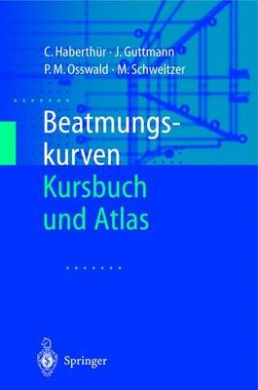 C. Haberthür · J. Guttmann
P. M. Osswald · M. Schweitzer
Beatmungs-
kurven
Kursbuch
und Atlas
Springer